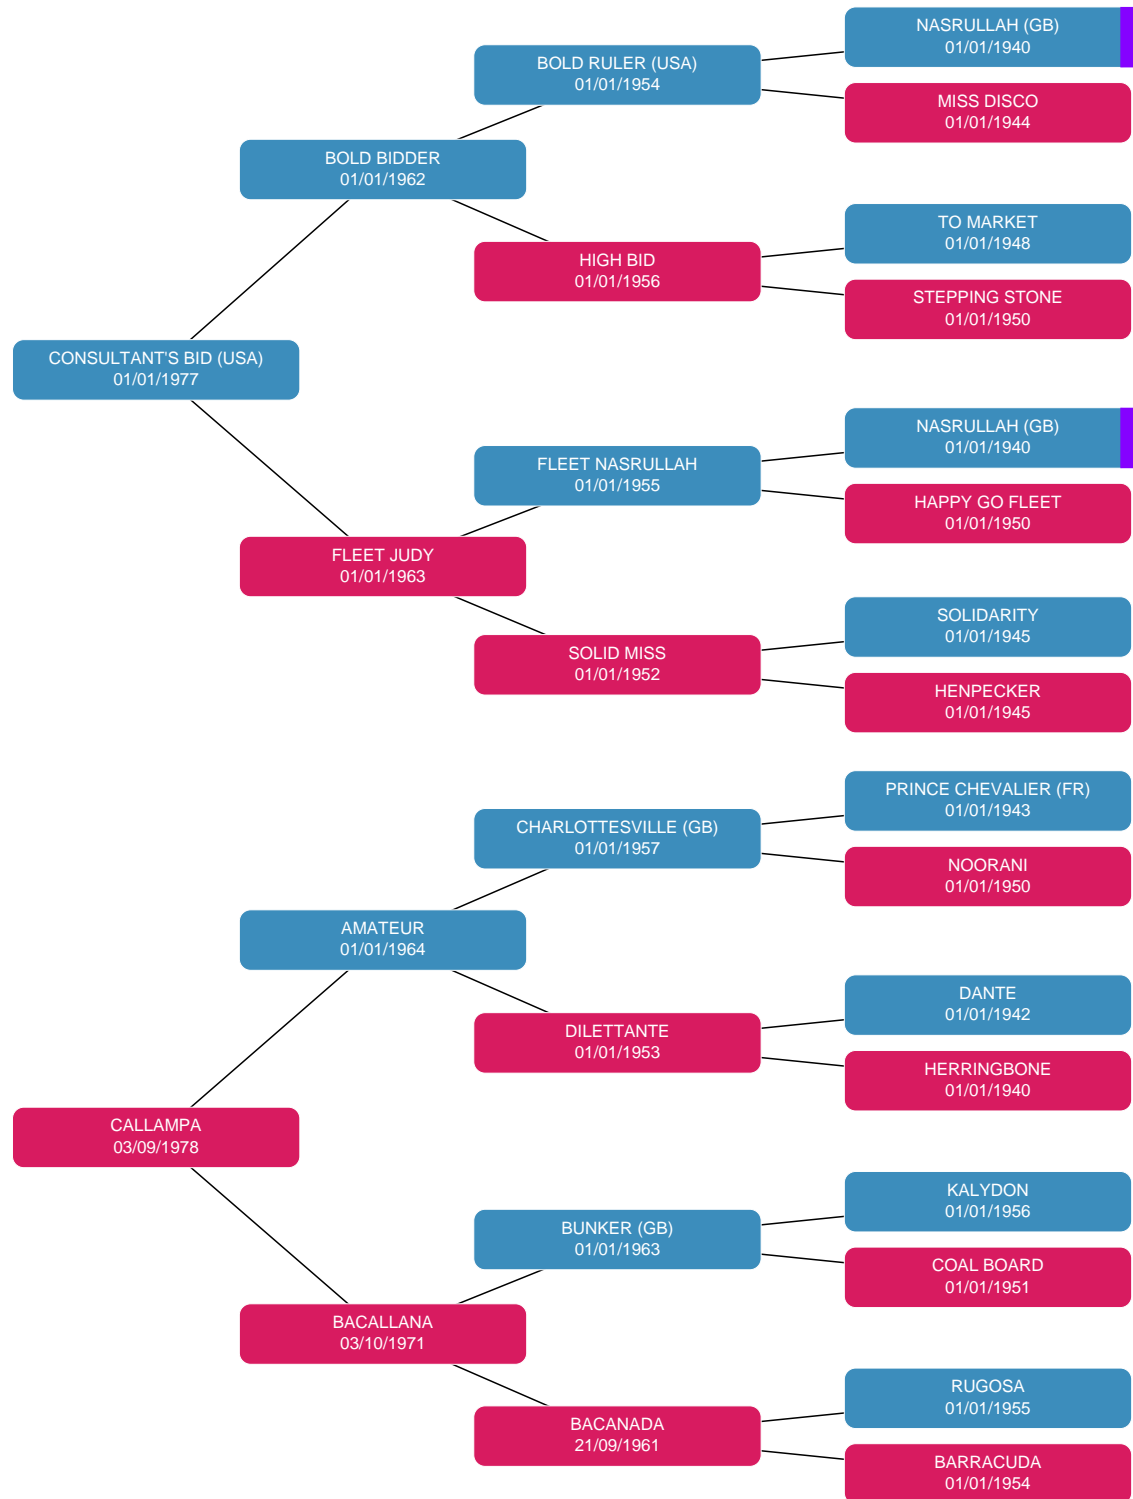 NASRULLAH (GB)
01/01/1940
BOLD RULER (USA)
01/01/1954
MISS DISCO
01/01/1944
BOLD BIDDER
01/01/1962
TO MARKET
01/01/1948
HIGH BID
01/01/1956
STEPPING STONE
01/01/1950
CONSULTANT'S BID (USA)
01/01/1977
NASRULLAH (GB)
01/01/1940
FLEET NASRULLAH
01/01/1955
HAPPY GO FLEET
01/01/1950
FLEET JUDY
01/01/1963
SOLIDARITY
01/01/1945
SOLID MISS
01/01/1952
HENPECKER
01/01/1945
PRINCE CHEVALIER (FR)
01/01/1943
CHARLOTTESVILLE (GB)
01/01/1957
NOORANI
01/01/1950
AMATEUR
01/01/1964
DANTE
01/01/1942
DILETTANTE
01/01/1953
HERRINGBONE
01/01/1940
CALLAMPA
03/09/1978
KALYDON
01/01/1956
BUNKER (GB)
01/01/1963
COAL BOARD
01/01/1951
BACALLANA
03/10/1971
RUGOSA
01/01/1955
BACANADA
21/09/1961
BARRACUDA
01/01/1954